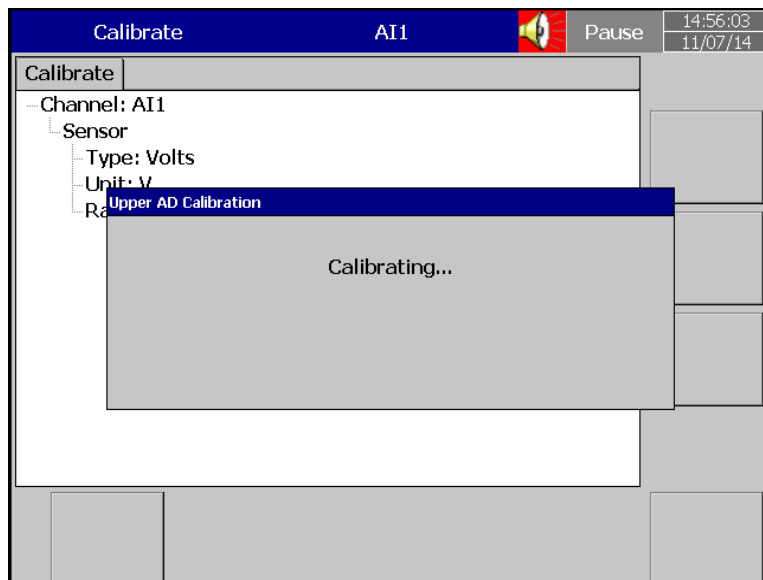 Calibrate AI1 Pause 14:56:03
11/07/14
Calibrate
Channel: AI1
Sensor
Type: Volts
Unit: V
Upper AD Calibration
Calibrating...